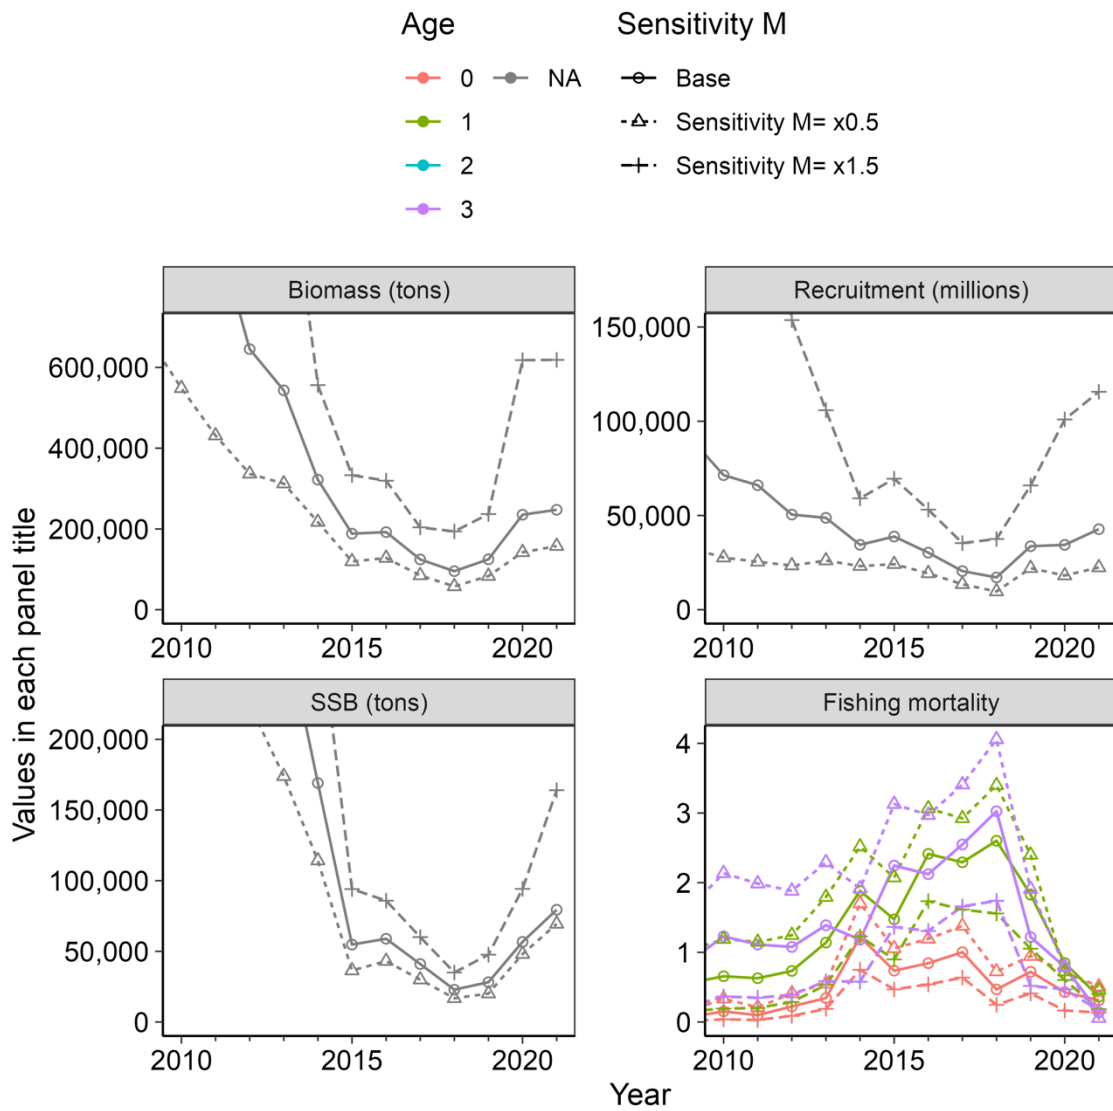 Age
Sensitivity M
0
NA
Base
1
Sensitivity M= x0.5
2
Sensitivity M= x1.5
3
Values in each panel title
Biomass (tons)
600,000
400,000
200,000
0
2010
2015
2020
Recruitment (millions)
150,000
100,000
50,000
0
2010
2015
2020
SSB (tons)
200,000
150,000
100,000
50,000
0
2010
2015
2020
Fishing mortality
4
3
2
1
0
2010
2015
2020
Year